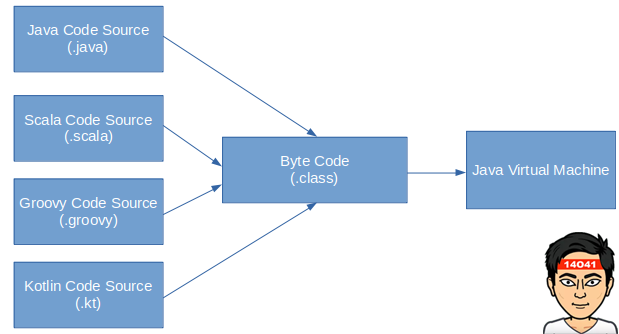 Java Code Source
(.java)
Scala Code Source
(.scala)
Groovy Code Source
(.groovy)
Kotlin Code Source
(.kt)
Byte Code
(.class)
Java Virtual Machine
14041